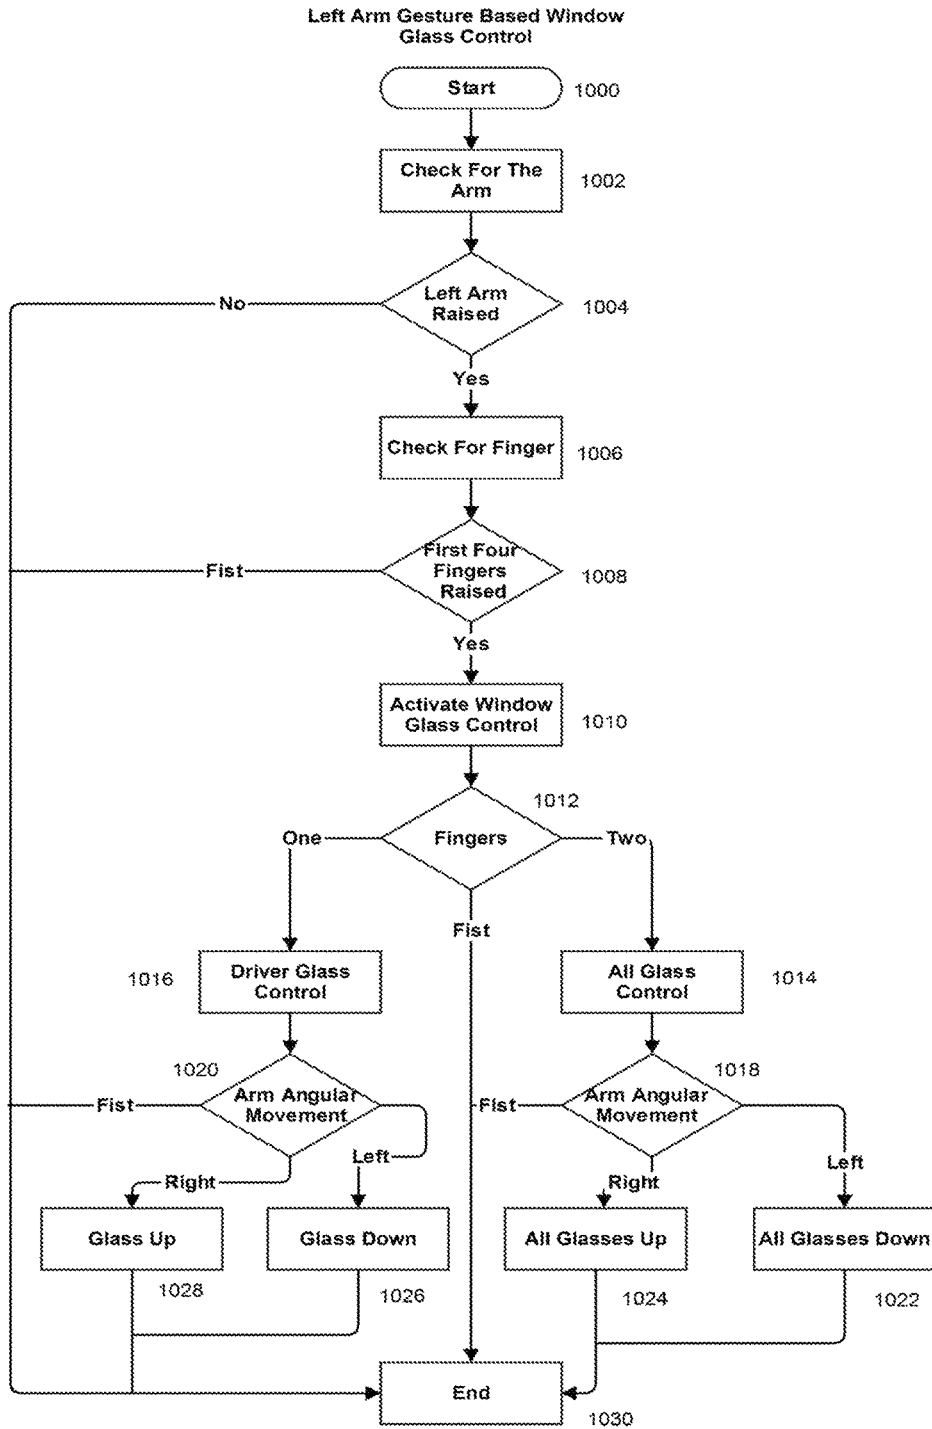 Left Arm Gesture Based Window
Glass Control
Start
1000
Check For The
Arm
1002
Left Arm
Raised
1004
No
Yes
Check For Finger
1006
First Four
Fingers
Raised
1008
Fist
Yes
Activate Window
Glass Control
1010
1012
Fingers
One
Two
Fist
1016
Driver Glass
Control
All Glass
Control
1014
1020
Arm Angular
Movement
Fist
Fist
Arm Angular
Movement
1018
Left
Right
Right
Left
Glass Up
Glass Down
All Glasses Up
All Glasses Down
1028
1026
1024
1022
End
1030